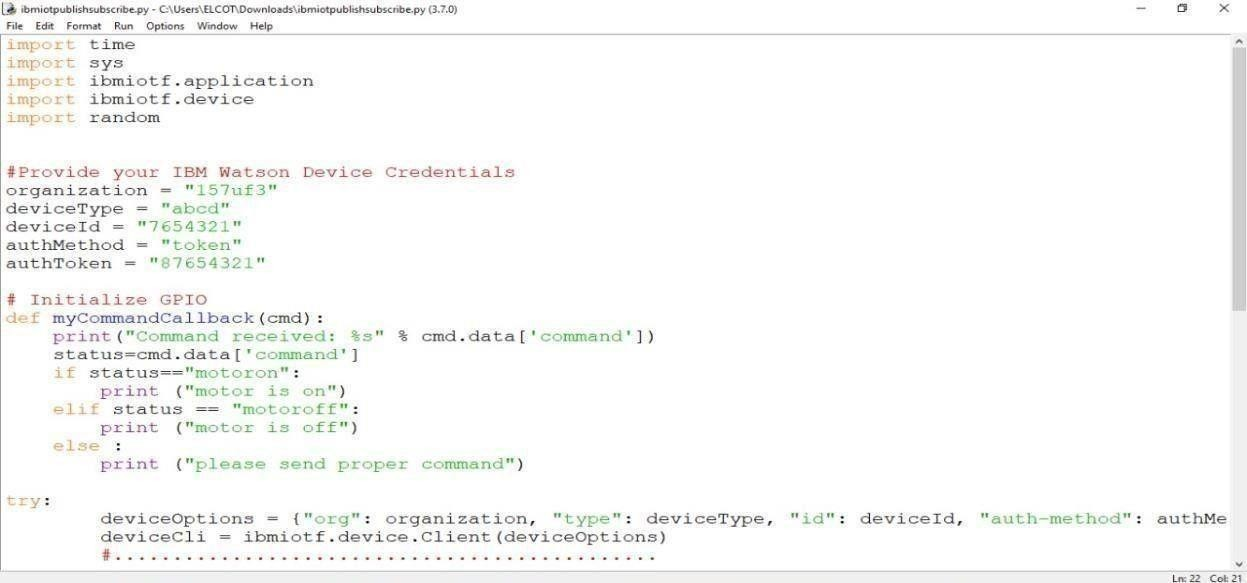 ibmiotpublishsubscribe.py - C:\Users\ELCOT\Downloads\ibmiotpublishsubscribe.py (3.7.0)
File Edit Format Run Options Window Help
import time
import sys
import ibmiotf.application
import ibmiotf.device
import random
#Provide your IBM Watson Device Credentials
organization = "157uf3"
deviceType = "abcd"
deviceId = "7654321"
authMethod = "token"
authToken = "87654321"
# Initialize GPIO
def myCommandCallback(cmd):
    print("Command received: %s" % cmd.data['command'])
    status=cmd.data['command']
    if status=="motoron":
        print ("motor is on")
    elif status == "motoroff":
        print ("motor is off")
    else :
        print ("please send proper command")
try:
        deviceOptions = {"org": organization, "type": deviceType, "id": deviceId, "auth-method": authMe
        deviceCli = ibmiotf.device.Client(deviceOptions)
        #..............................................
Ln: 22 Col: 21